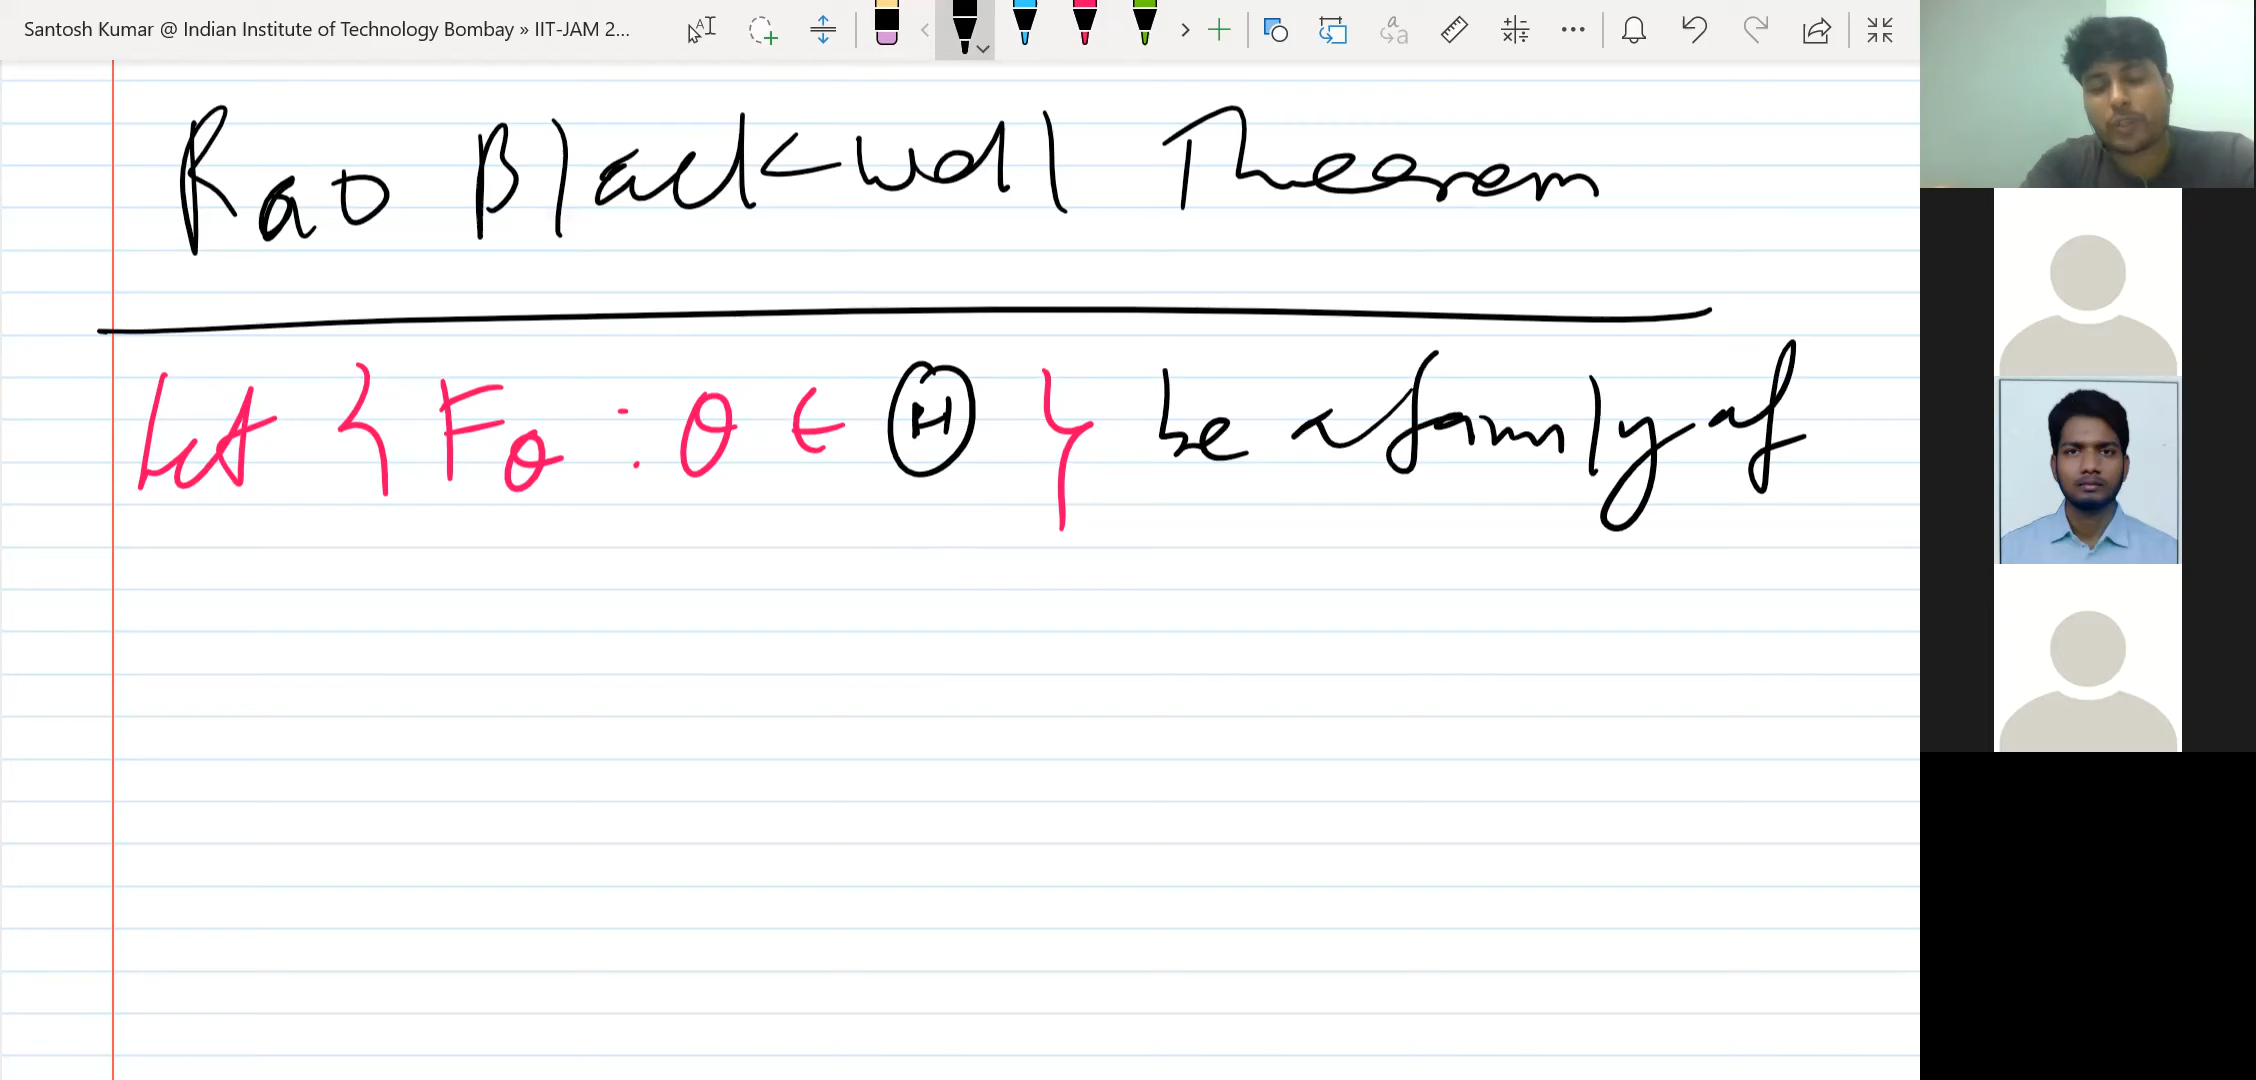 Santosh Kumar @ Indian Institute of Technology Bombay » IIT-JAM 2...
Rao Blackwell Theorem
Let { Fθ : θ ∈ Ⓗ } be a family of